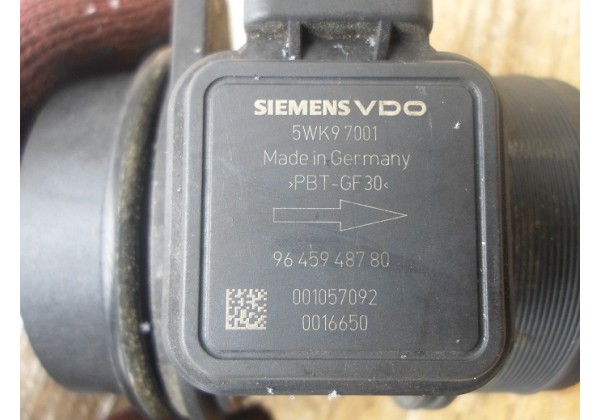 SIEMENS VDO
5WK9 7001
Made in Germany
>PBT-GF30<
96 459 487 80
001057092
0016650